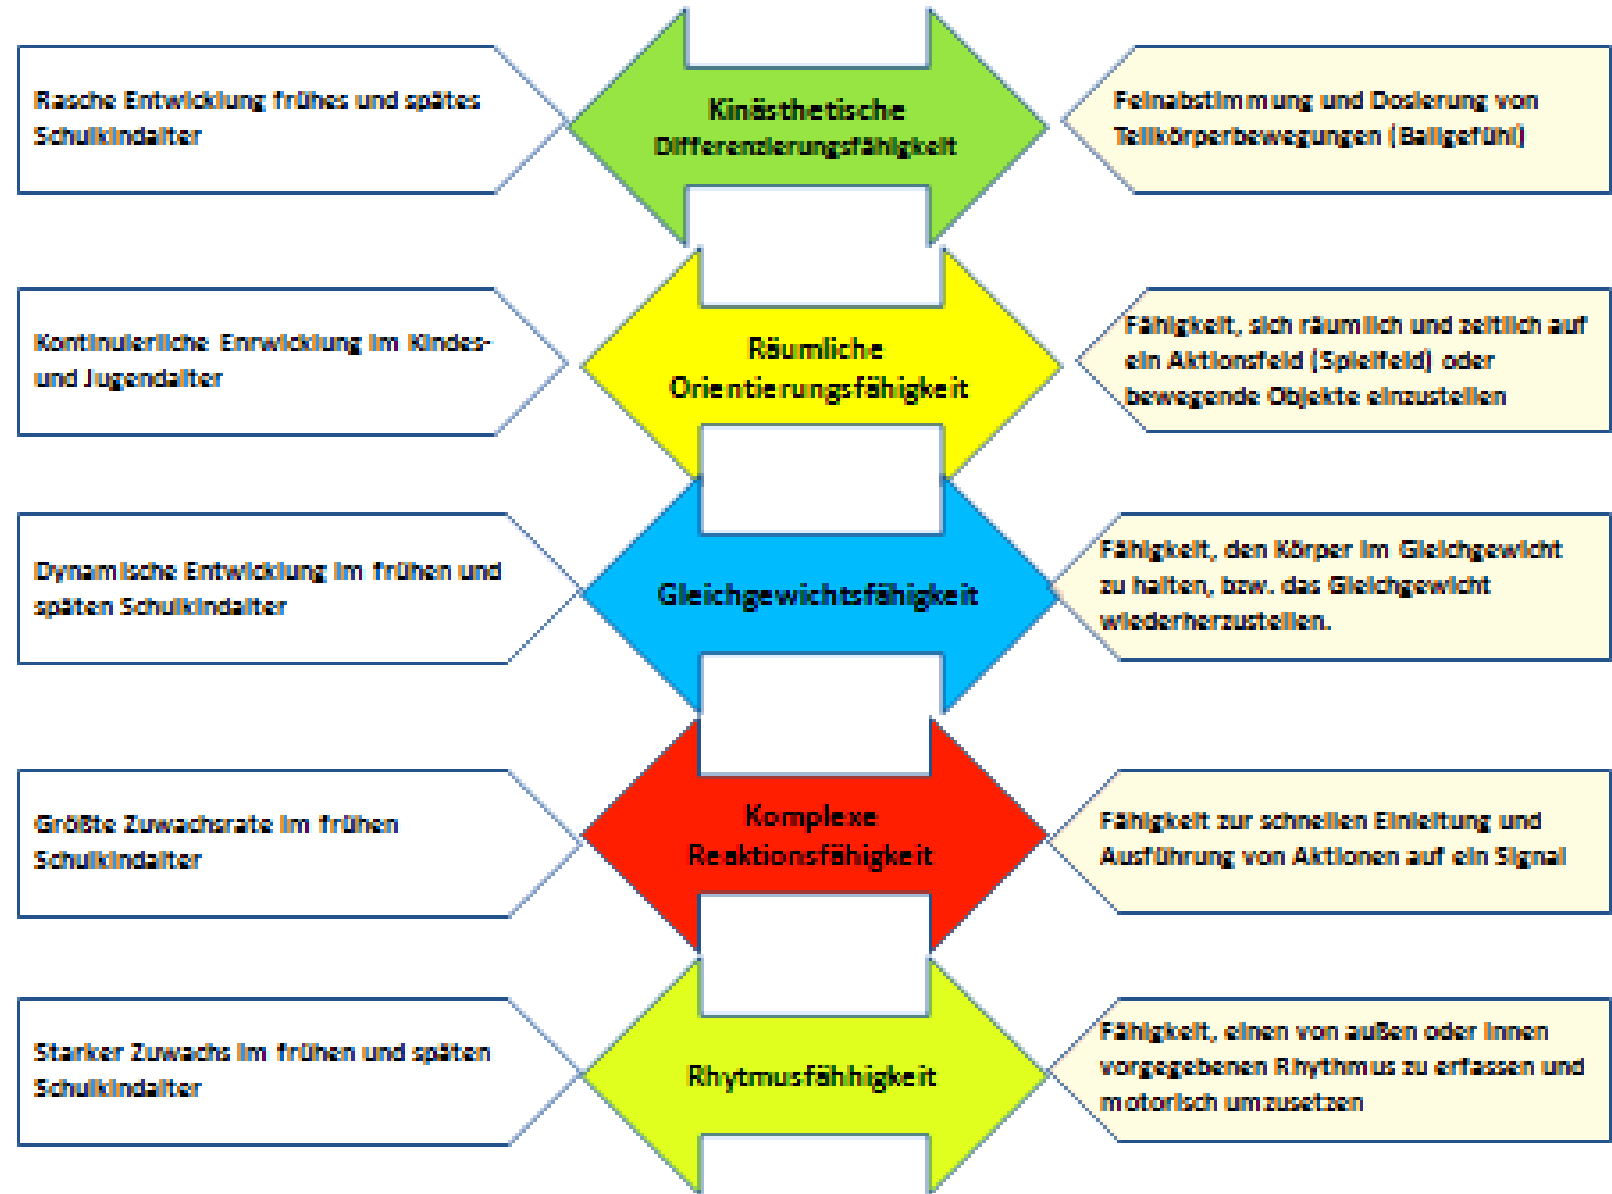 Rasche Entwicklung frühes und spätes
Schulkindalter
Kinästhetische
Differenzierungsfähigkeit
Feinabstimmung und Dosierung von
Teilkörperbewegungen (Ballgefühl)
Kontinuierliche Enrwicklung im Kindes-
und Jugendalter
Räumliche
Orientierungsfähigkeit
Fähigkeit, sich räumlich und zeitlich auf
ein Aktionsfeld (Spielfeld) oder
bewegende Objekte einzustellen
Dynamische Entwicklung im frühen und
späten Schulkindalter
Gleichgewichtsfähigkeit
Fähigkeit, den Körper im Gleichgewicht
zu halten, bzw. das Gleichgewicht
wiederherzustellen.
Größte Zuwachsrate im frühen
Schulkindalter
Komplexe
Reaktionsfähigkeit
Fähigkeit zur schnellen Einleitung und
Ausführung von Aktionen auf ein Signal
Starker Zuwachs im frühen und späten
Schulkindalter
Rhytmusfähhigkeit
Fähigkeit, einen von außen oder innen
vorgegebenen Rhythmus zu erfassen und
motorisch umzusetzen